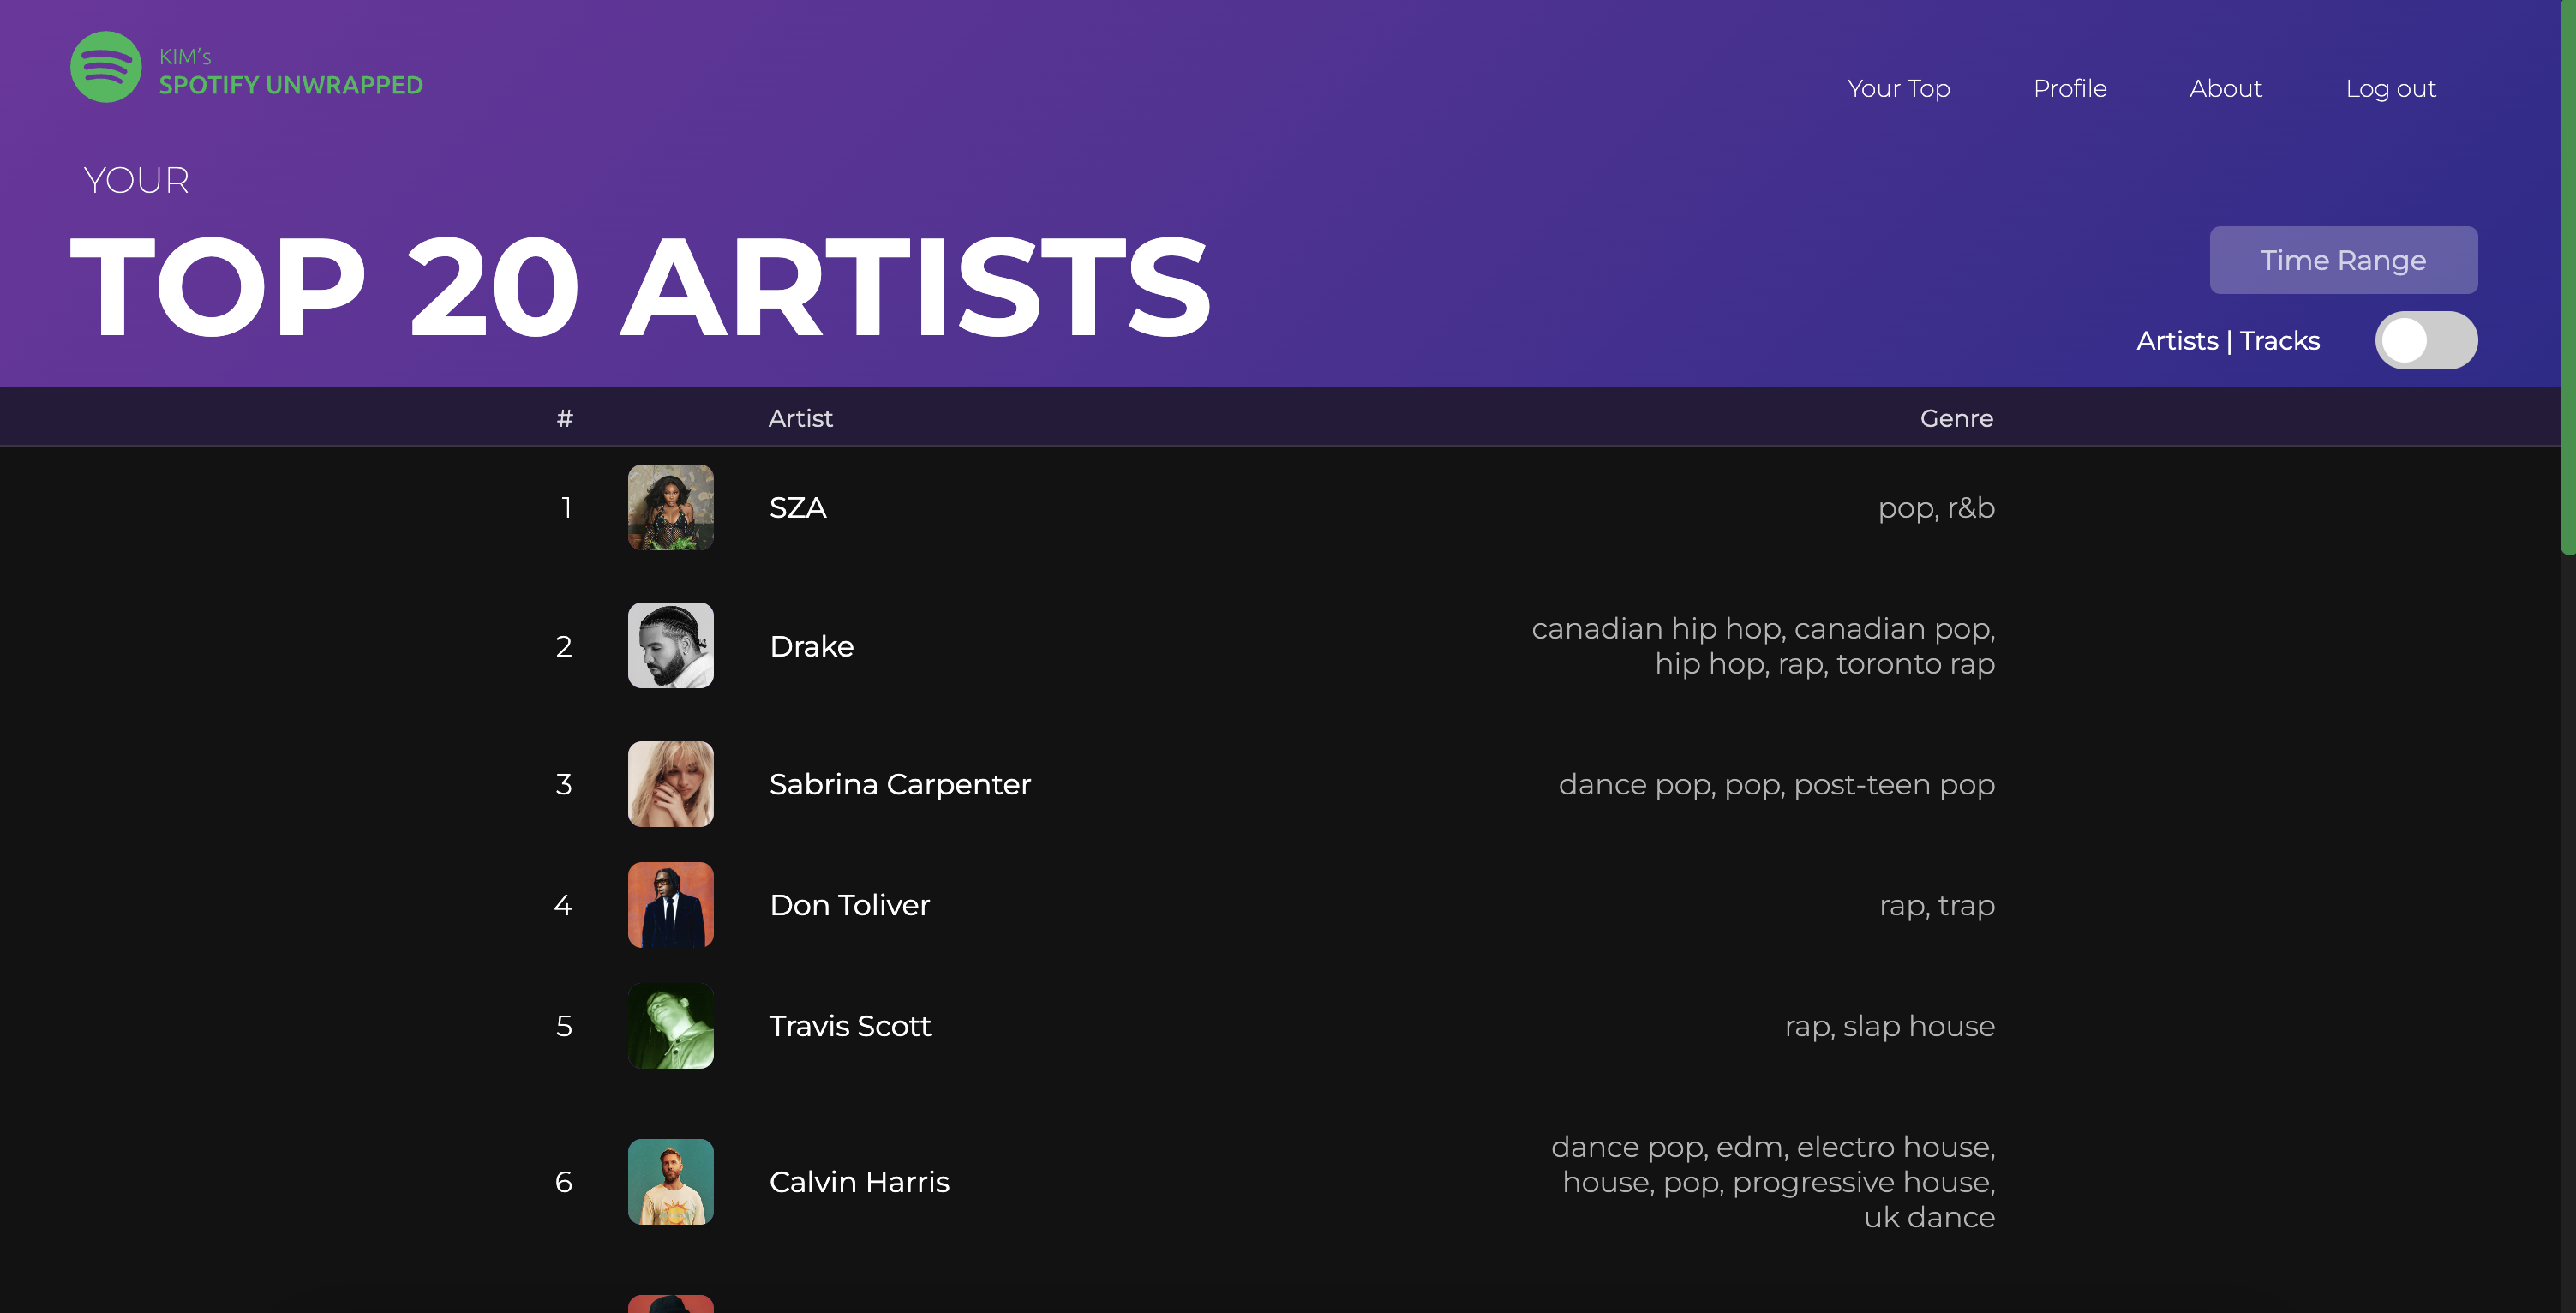 KIM's
SPOTIFY UNWRAPPED
Your Top Profile About Log out
YOUR
TOP 20 ARTISTS
Time Range
Artists | Tracks
# Artist Genre
1 SZA pop, r&b
2 Drake canadian hip hop, canadian pop,
hip hop, rap, toronto rap
3 Sabrina Carpenter dance pop, pop, post-teen pop
4 Don Toliver rap, trap
5 Travis Scott rap, slap house
6 Calvin Harris dance pop, edm, electro house,
house, pop, progressive house,
uk dance